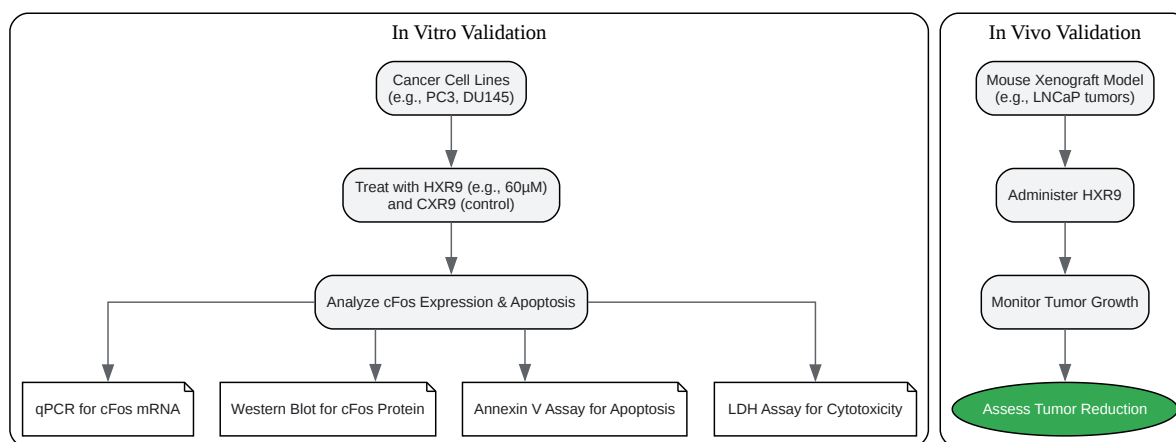 In Vitro Validation
Cancer Cell Lines
(e.g., PC3, DU145)
Treat with HXR9 (e.g., 60µM)
and CXR9 (control)
Analyze cFos Expression & Apoptosis
qPCR for cFos mRNA
Western Blot for cFos Protein
Annexin V Assay for Apoptosis
LDH Assay for Cytotoxicity
In Vivo Validation
Mouse Xenograft Model
(e.g., LNCaP tumors)
Administer HXR9
Monitor Tumor Growth
Assess Tumor Reduction